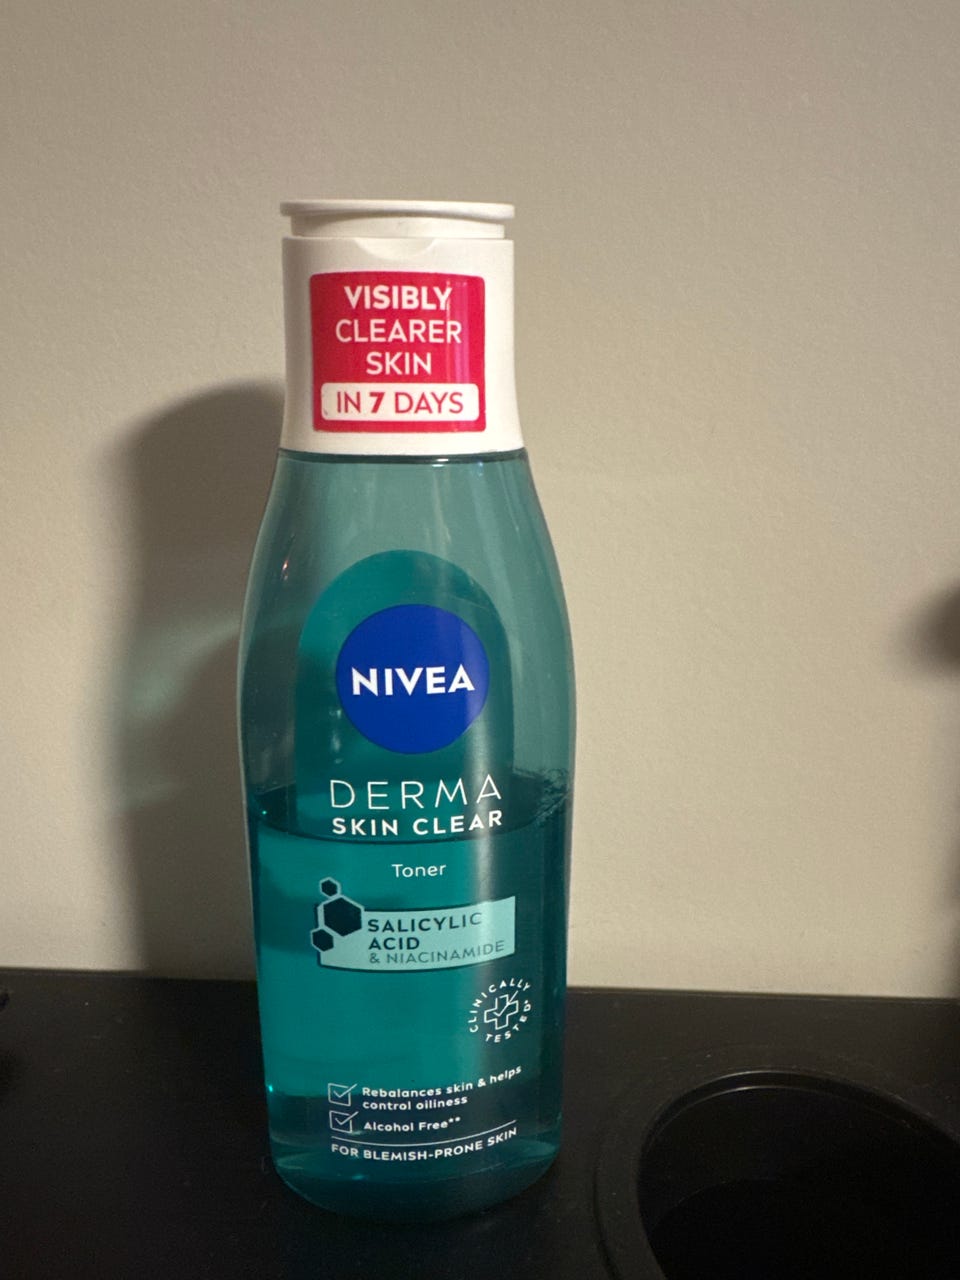 VISIBLY
CLEARER
SKIN
IN 7 DAYS
NIVEA
DERMA
SKIN CLEAR
Toner
SALICYLIC
ACID
& NIACINAMIDE
CLINICALLY
TESTED*
Rebalances skin & helps
control oiliness
Alcohol Free**
FOR BLEMISH-PRONE SKIN